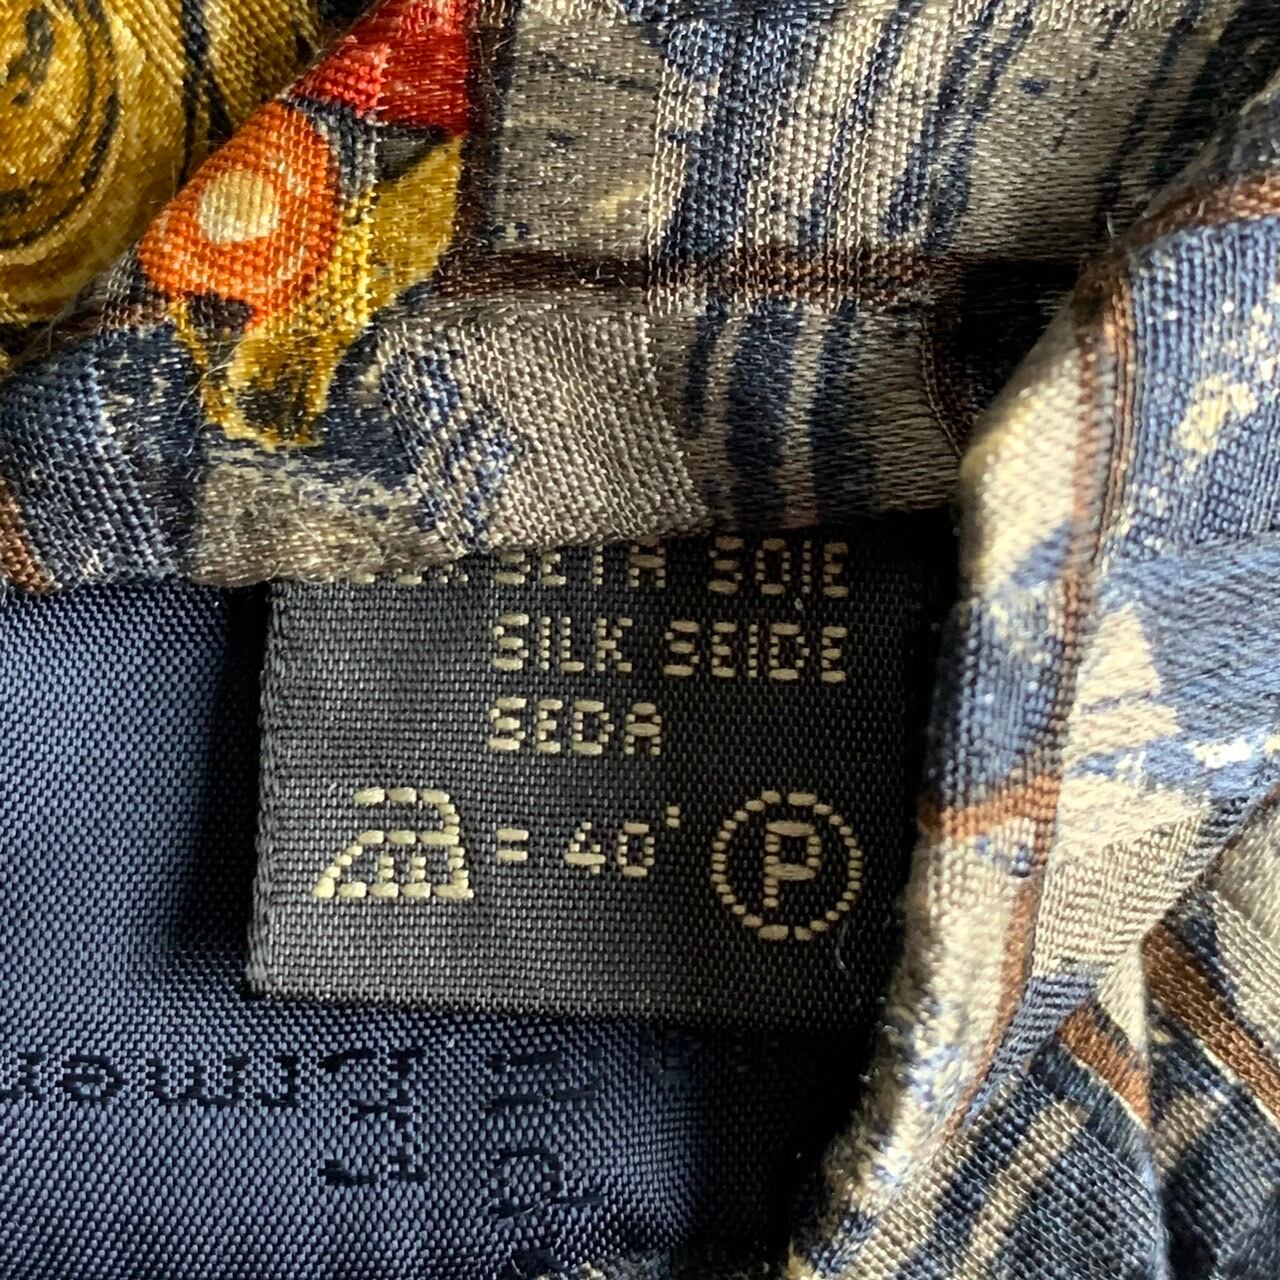 SETA SOIE
SILK SEIDE
SEDA
= 40°
P